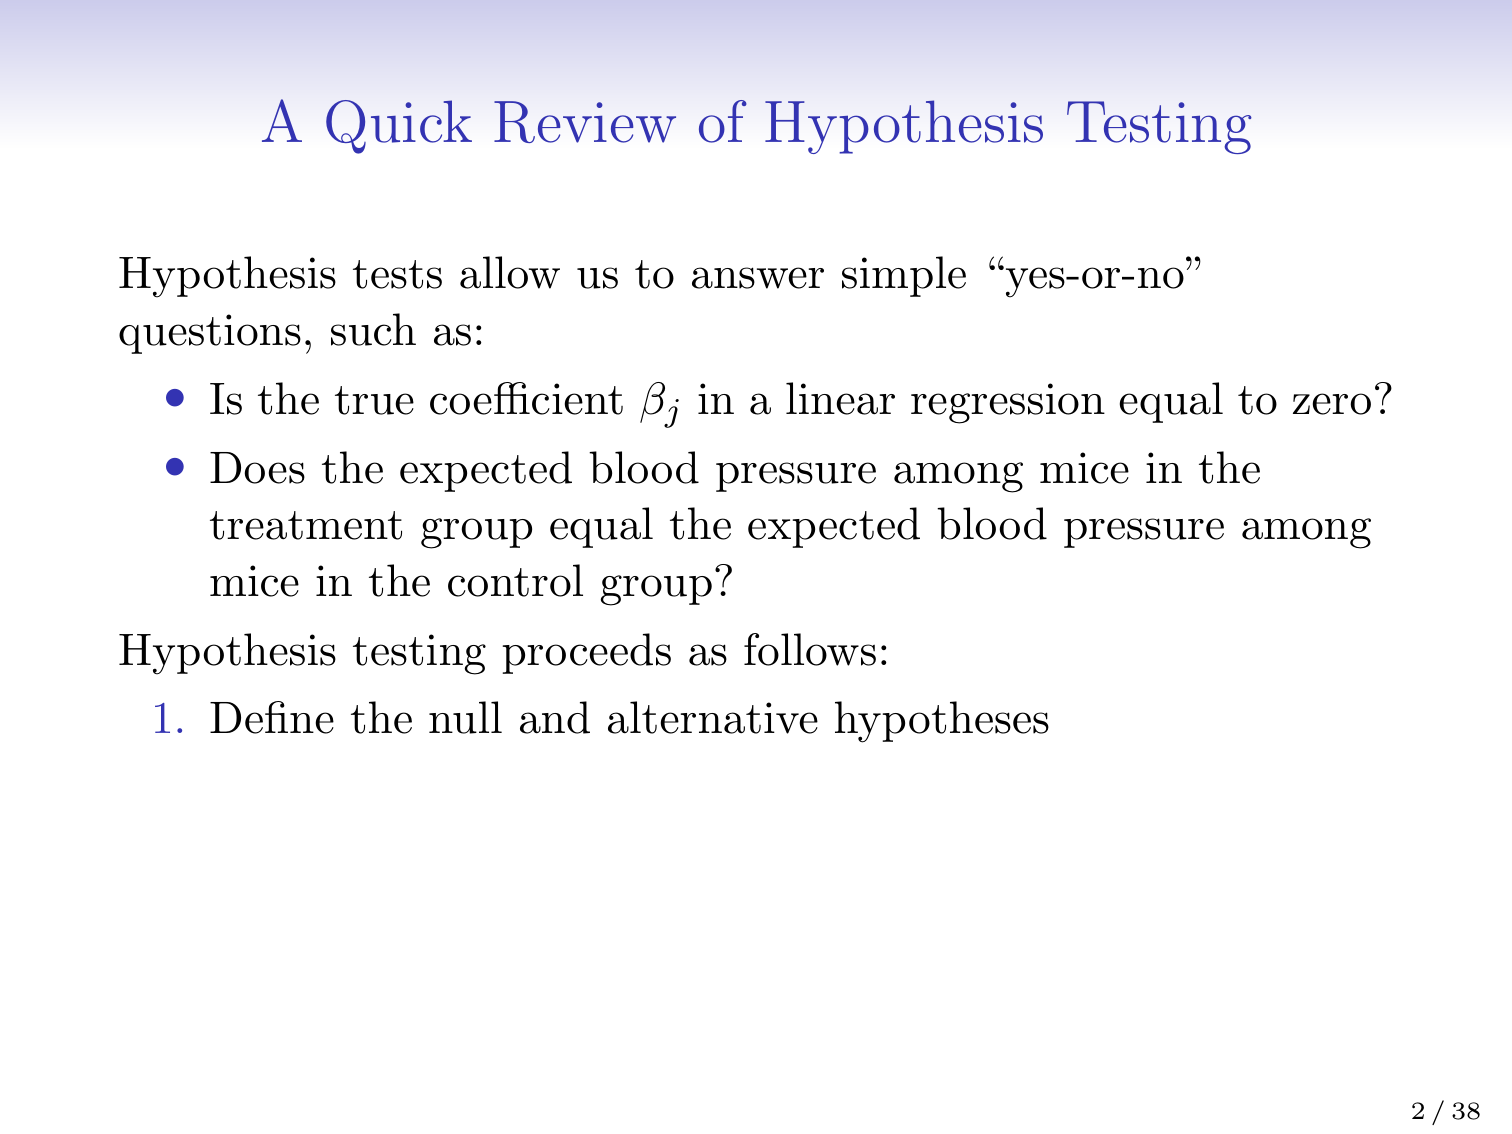 A Quick Review of Hypothesis Testing
Hypothesis tests allow us to answer simple “yes-or-no”
questions, such as:
• Is the true coefficient βj in a linear regression equal to zero?
• Does the expected blood pressure among mice in the
treatment group equal the expected blood pressure among
mice in the control group?
Hypothesis testing proceeds as follows:
1. Define the null and alternative hypotheses
2 / 38